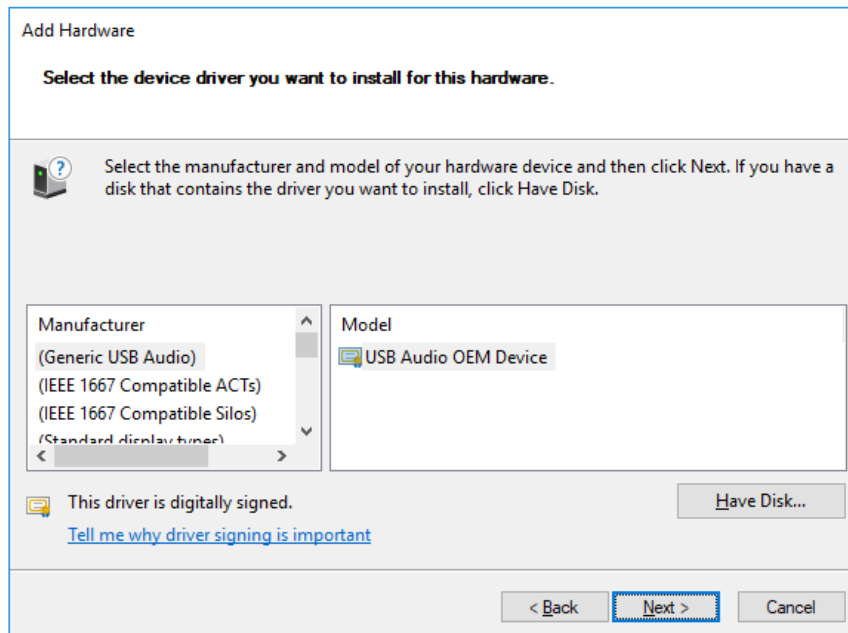 Add Hardware
Select the device driver you want to install for this hardware.
Select the manufacturer and model of your hardware device and then click Next. If you have a
disk that contains the driver you want to install, click Have Disk.
Manufacturer
(Generic USB Audio)
(IEEE 1667 Compatible ACTs)
(IEEE 1667 Compatible Silos)
(Standard display types)
Model
USB Audio OEM Device
This driver is digitally signed.
Tell me why driver signing is important
Have Disk...
< Back
Next >
Cancel